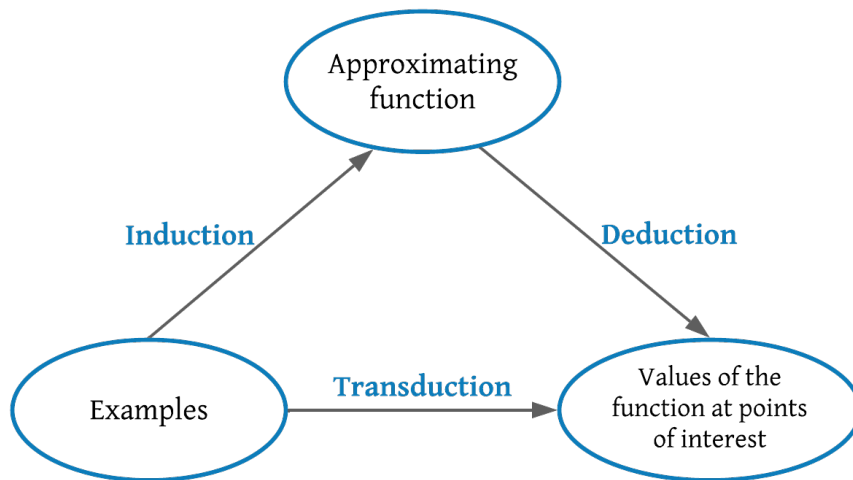 Approximating
function
Induction
Deduction
Examples
Transduction
Values of the
function at points
of interest